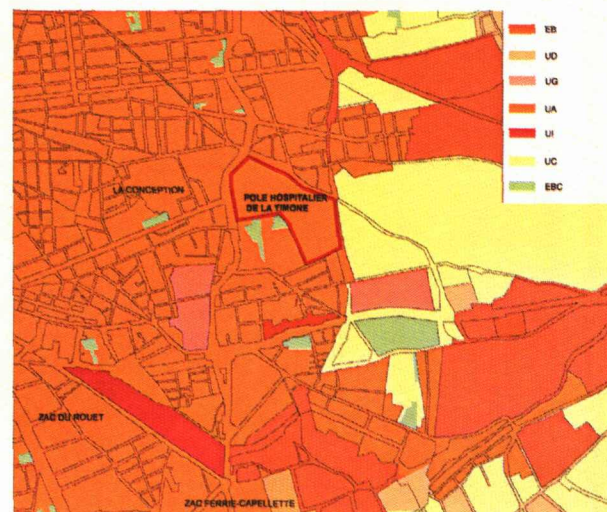 EB
UD
UG
UA
UI
UC
EBC
LA CONCEPTION
POLE HOSPITALIER
DE LA TIMONE
ZAC DU ROUET
ZAC FERRIE-CAPELLETTE